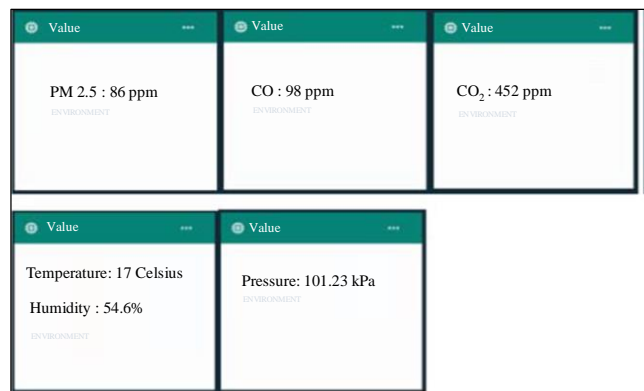 Value ...
Value ...
Value ...
PM 2.5 : 86 ppm
ENVIRONMENT
CO : 98 ppm
ENVIRONMENT
CO₂ : 452 ppm
ENVIRONMENT
Value ...
Value ...
Temperature: 17 Celsius
Humidity : 54.6%
ENVIRONMENT
Pressure: 101.23 kPa
ENVIRONMENT